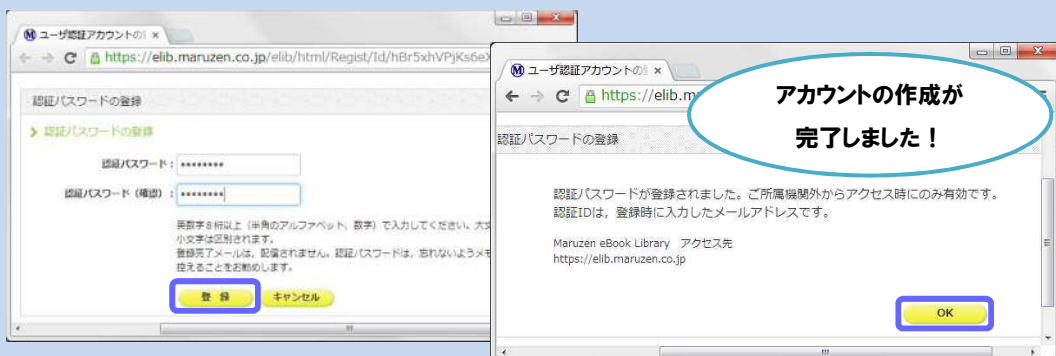 ユーザ認証アカウントの
https://elib.maruzen.co.jp/elib/html/Regist/Id/hBr5xhVPjKs6eX
認証パスワードの登録
認証パスワードの登録
認証パスワード：
認証パスワード（確認）：
英数字8桁以上（半角のアルファベット、数字）で入力してください。大文
小文字は区別されます。
登録完了メールは、配信されません。認証パスワードは、忘れないようメモ
控えることをお勧めします。
登 録
キャンセル
ユーザ認証アカウントの
https://elib.m
アカウントの作成が
完了しました！
認証パスワードの登録
認証パスワードが登録されました。ご所属機関外からアクセス時にのみ有効です。
認証IDは，登録時に入力したメールアドレスです。
Maruzen eBook Library アクセス先
https://elib.maruzen.co.jp
OK